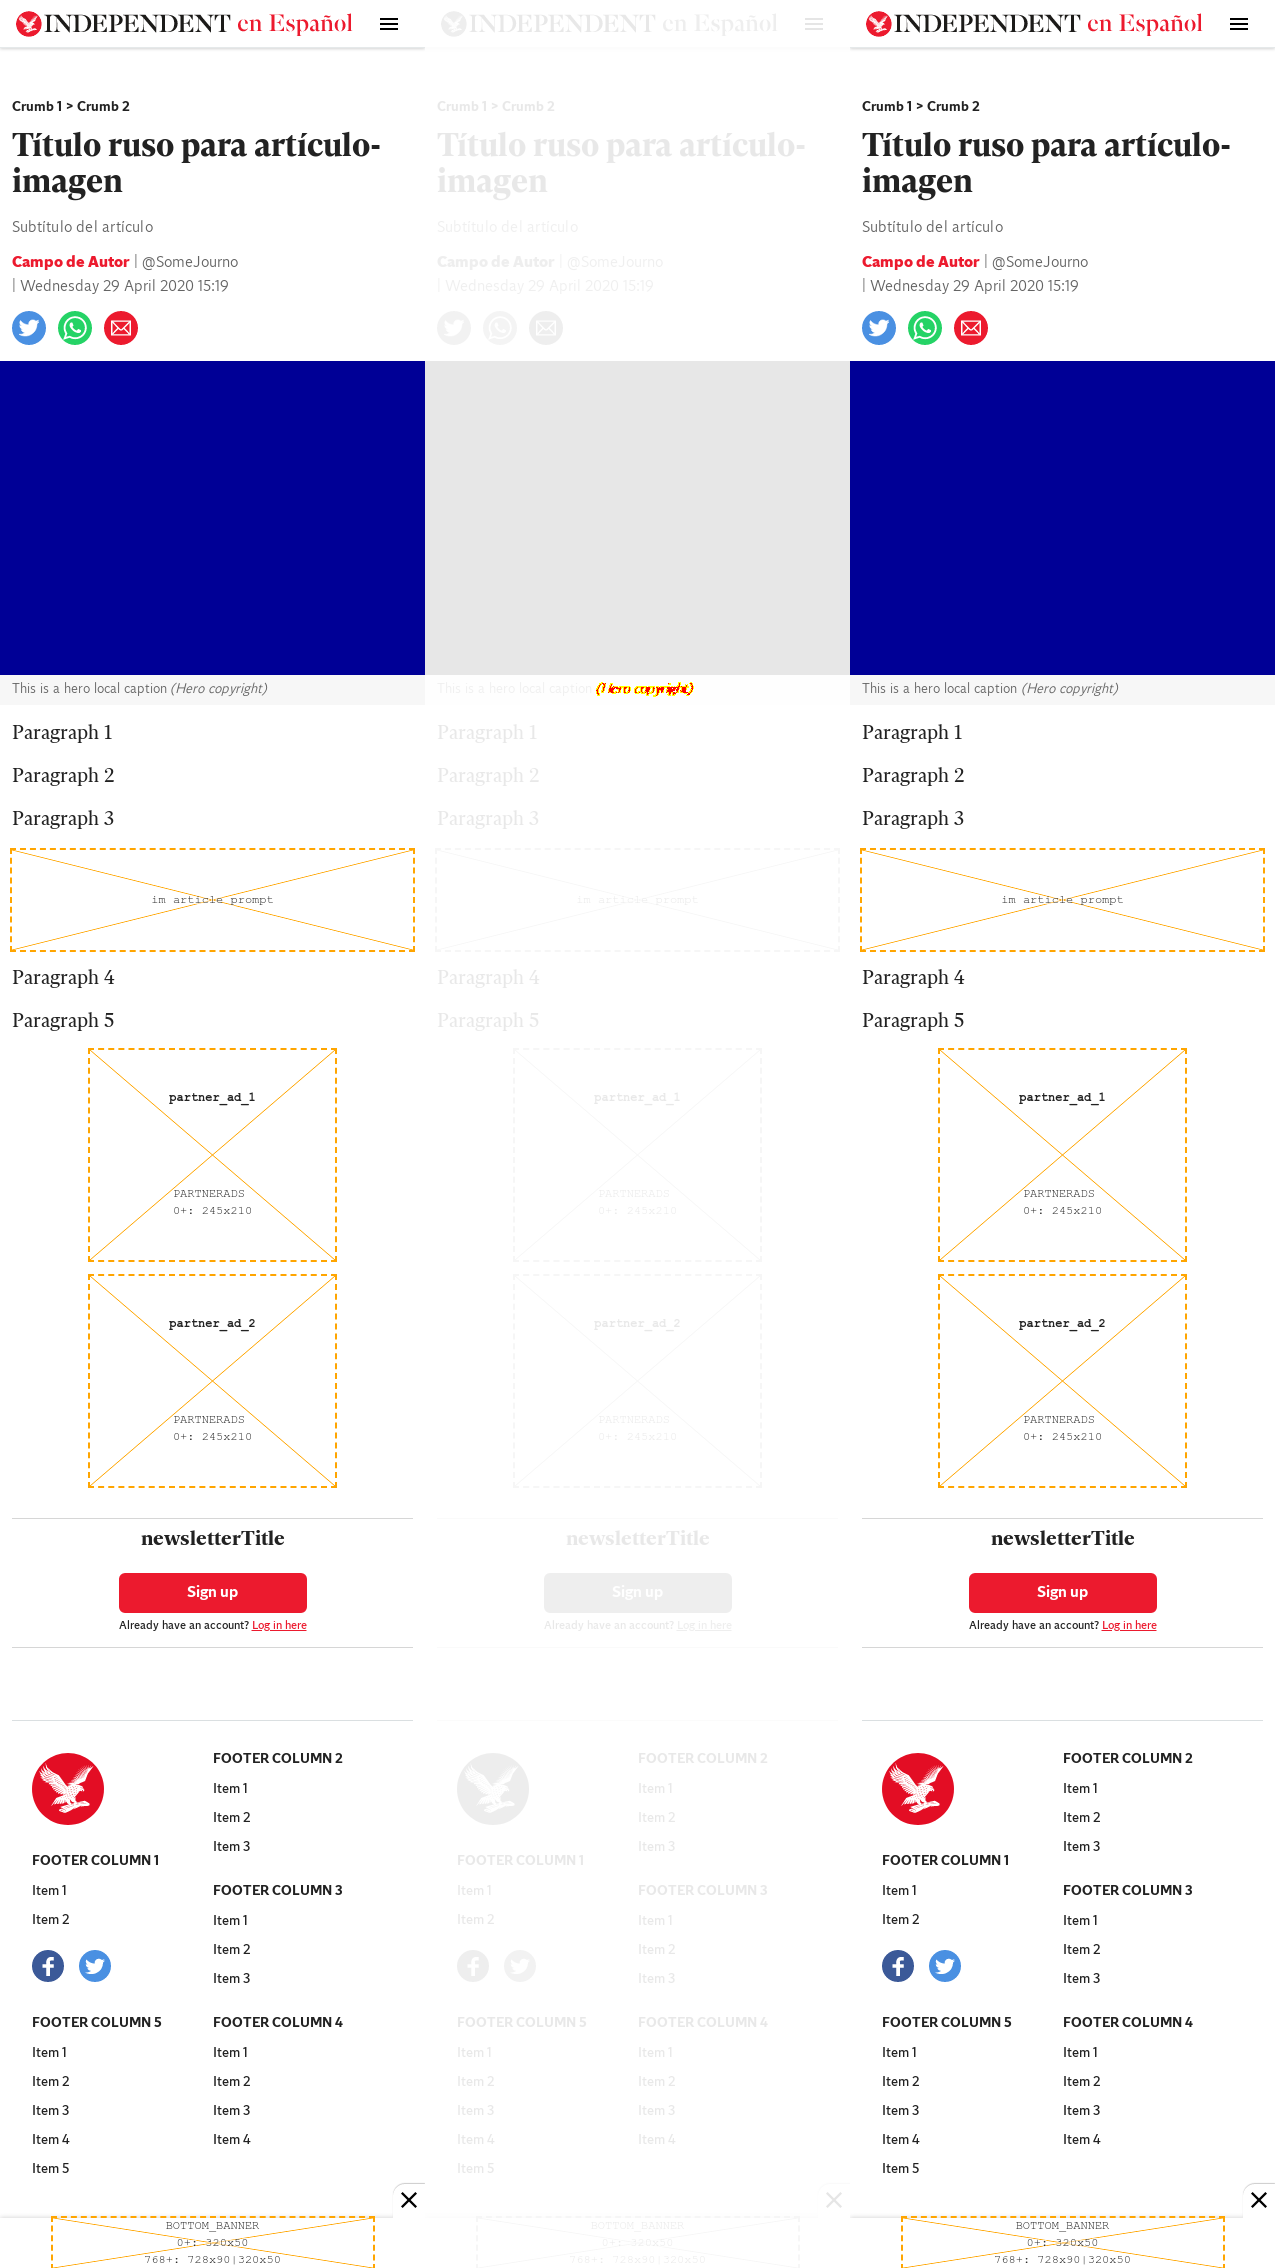 INDEPENDENT en Español
Crumb 1 > Crumb 2
Título ruso para artículo-
imagen
Subtítulo del artículo
Campo de Autor | @SomeJourno
| Wednesday 29 April 2020 15:19
This is a hero local caption (Hero copyright)
Paragraph 1
Paragraph 2
Paragraph 3
im article prompt
Paragraph 4
Paragraph 5
partner_ad_1
PARTNERADS
0+: 245x210
partner_ad_2
PARTNERADS
0+: 245x210
newsletterTitle
Sign up
Already have an account? Log in here
FOOTER COLUMN 1
Item 1
Item 2
FOOTER COLUMN 2
Item 1
Item 2
Item 3
FOOTER COLUMN 3
Item 1
Item 2
Item 3
FOOTER COLUMN 5
Item 1
Item 2
Item 3
Item 4
Item 5
FOOTER COLUMN 4
Item 1
Item 2
Item 3
Item 4
BOTTOM_BANNER
0+: 320x50
768+: 728x90|320x50
INDEPENDENT en Español
Crumb 1 > Crumb 2
Título ruso para artículo-
imagen
Subtítulo del artículo
Campo de Autor | @SomeJourno
| Wednesday 29 April 2020 15:19
This is a hero local caption (Hero copyright)
Paragraph 1
Paragraph 2
Paragraph 3
im article prompt
Paragraph 4
Paragraph 5
partner_ad_1
PARTNERADS
0+: 245x210
partner_ad_2
PARTNERADS
0+: 245x210
newsletterTitle
Sign up
Already have an account? Log in here
FOOTER COLUMN 1
Item 1
Item 2
FOOTER COLUMN 2
Item 1
Item 2
Item 3
FOOTER COLUMN 3
Item 1
Item 2
Item 3
FOOTER COLUMN 5
Item 1
Item 2
Item 3
Item 4
Item 5
FOOTER COLUMN 4
Item 1
Item 2
Item 3
Item 4
BOTTOM_BANNER
0+: 320x50
768+: 728x90|320x50
INDEPENDENT en Español
Crumb 1 > Crumb 2
Título ruso para artículo-
imagen
Subtítulo del artículo
Campo de Autor | @SomeJourno
| Wednesday 29 April 2020 15:19
This is a hero local caption (Hero copyright)
Paragraph 1
Paragraph 2
Paragraph 3
im article prompt
Paragraph 4
Paragraph 5
partner_ad_1
PARTNERADS
0+: 245x210
partner_ad_2
PARTNERADS
0+: 245x210
newsletterTitle
Sign up
Already have an account? Log in here
FOOTER COLUMN 1
Item 1
Item 2
FOOTER COLUMN 2
Item 1
Item 2
Item 3
FOOTER COLUMN 3
Item 1
Item 2
Item 3
FOOTER COLUMN 5
Item 1
Item 2
Item 3
Item 4
Item 5
FOOTER COLUMN 4
Item 1
Item 2
Item 3
Item 4
BOTTOM_BANNER
0+: 320x50
768+: 728x90|320x50